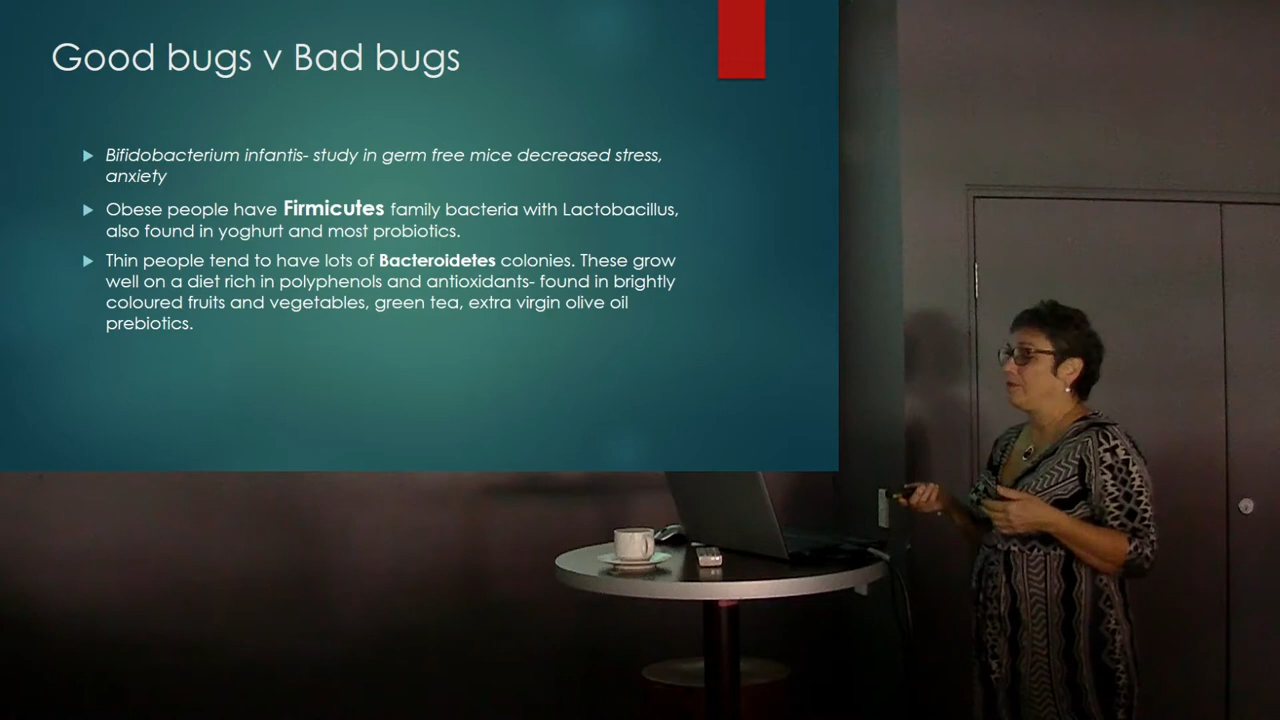 Good bugs v Bad bugs
Bifidobacterium infantis- study in germ free mice decreased stress,
anxiety
Obese people have Firmicutes family bacteria with Lactobacillus,
also found in yoghurt and most probiotics.
Thin people tend to have lots of Bacteroidetes colonies. These grow
well on a diet rich in polyphenols and antioxidants- found in brightly
coloured fruits and vegetables, green tea, extra virgin olive oil
prebiotics.